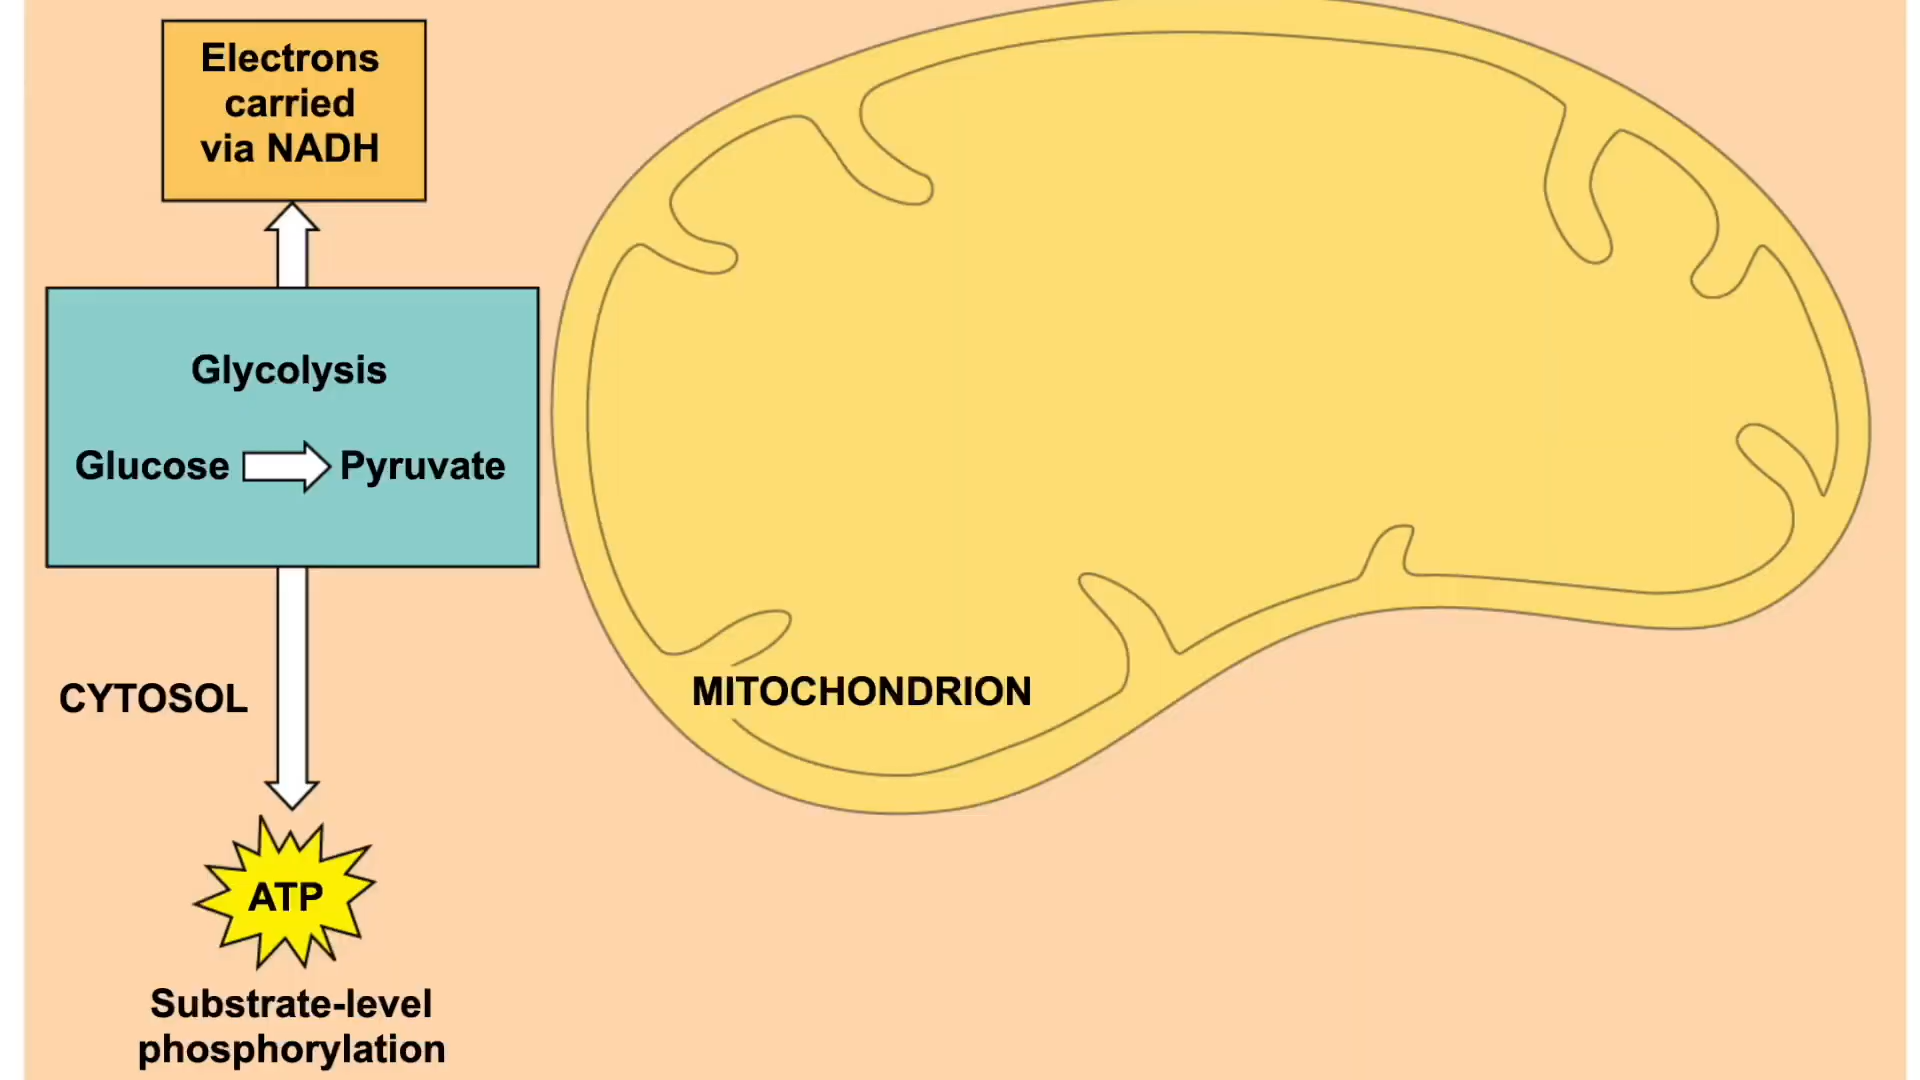 Electrons
carried
via NADH
Glycolysis
Glucose Pyruvate
CYTOSOL
MITOCHONDRION
ATP
Substrate-level
phosphorylation